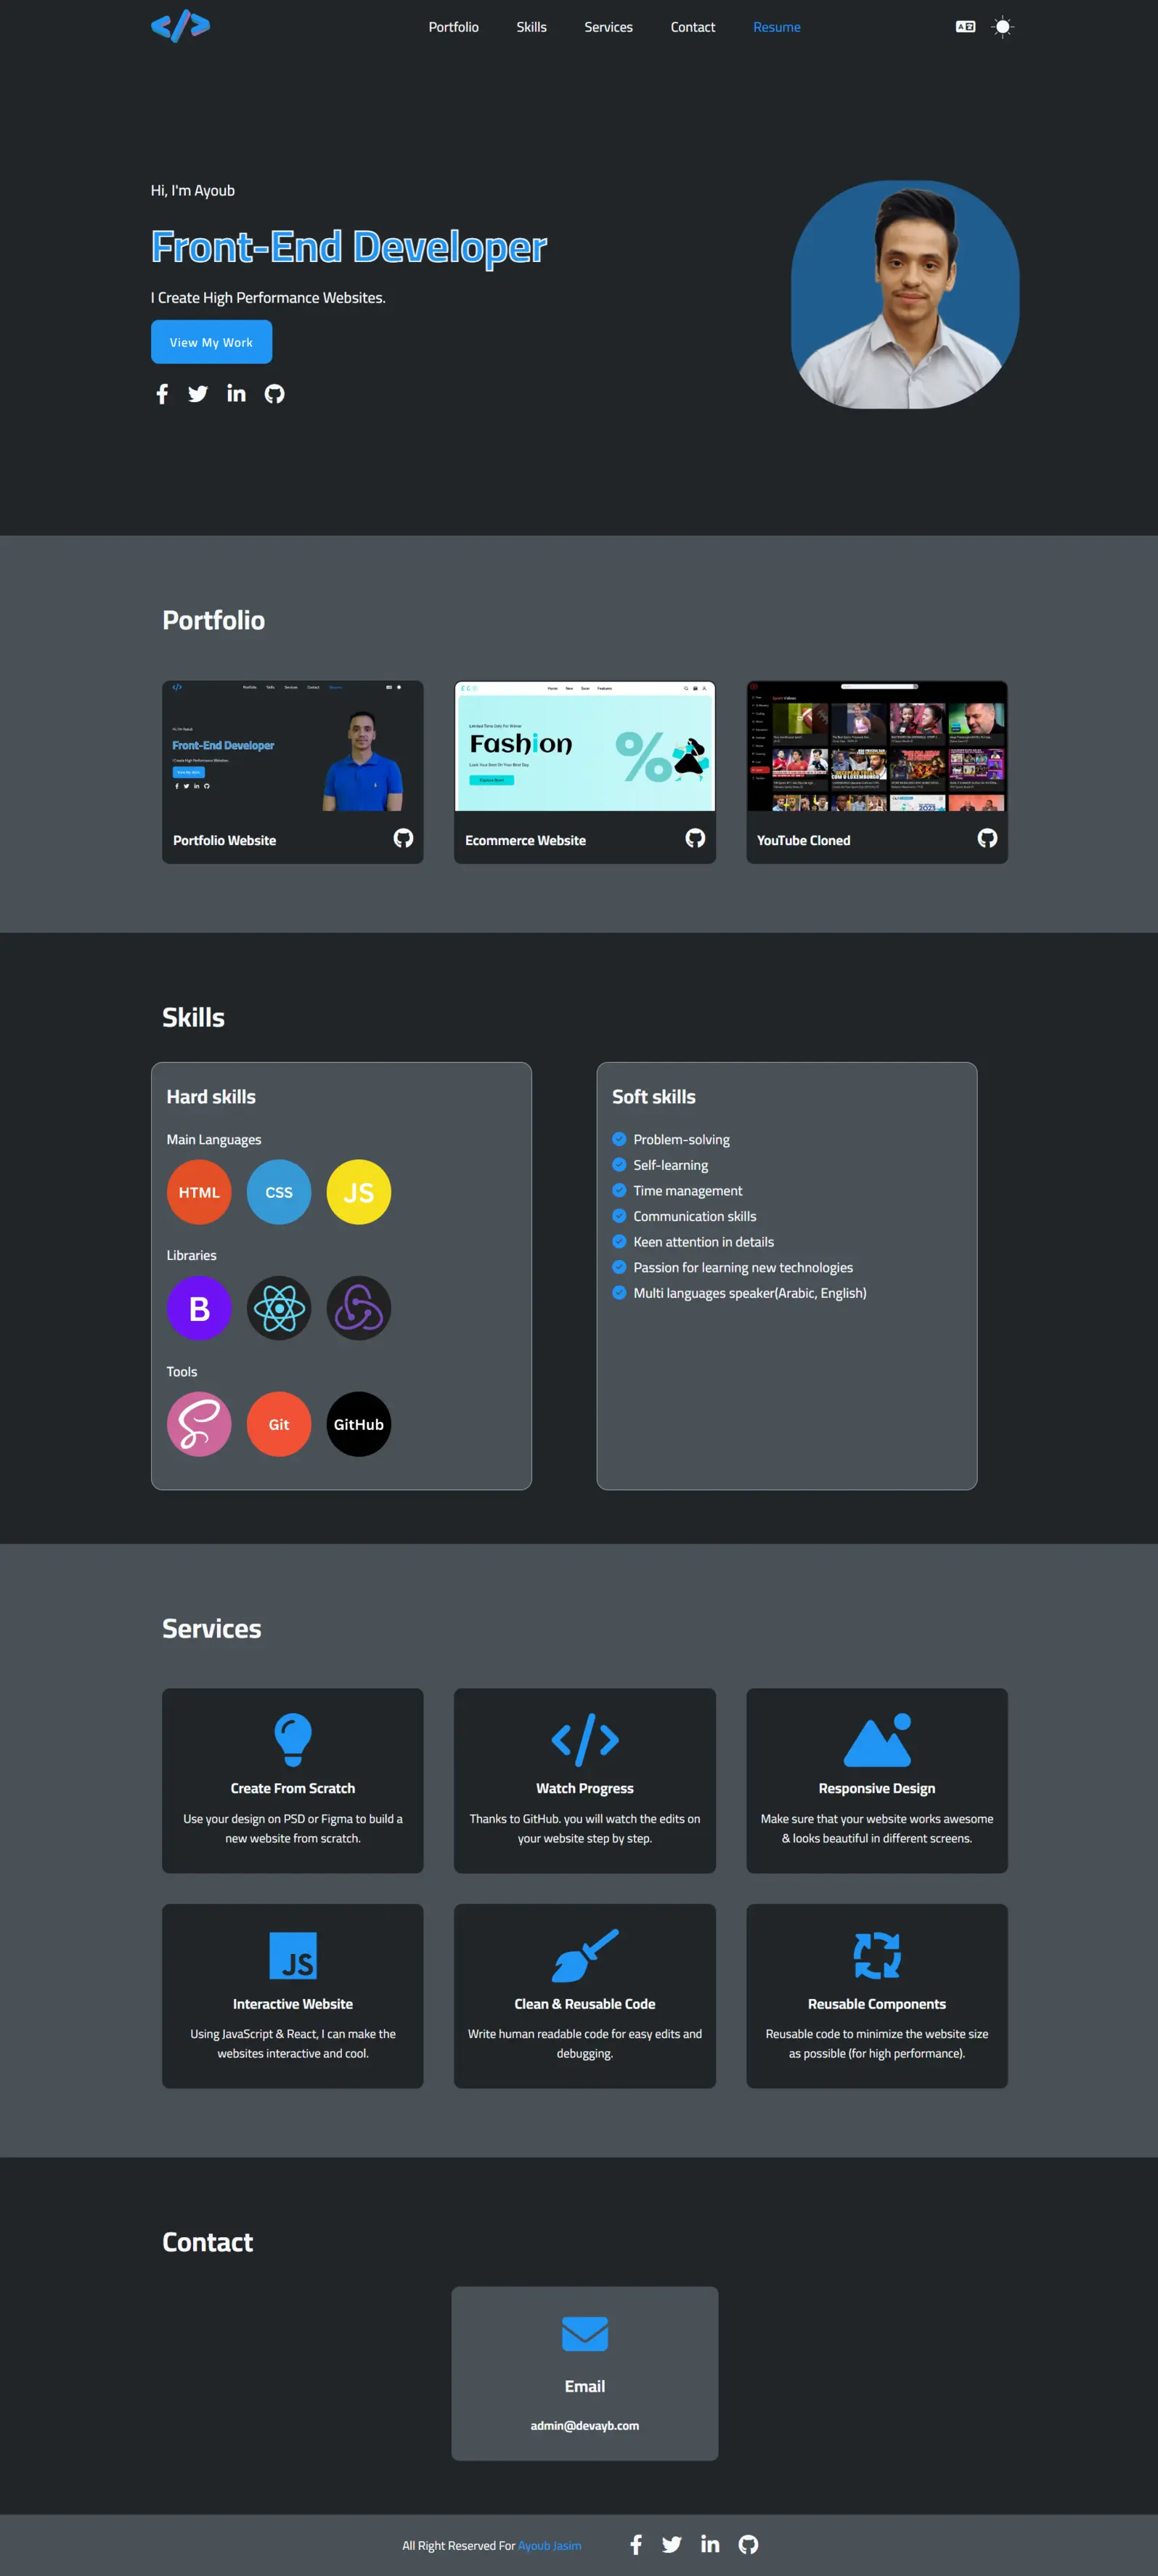 Portfolio Skills Services Contact Resume
Hi, I'm Ayoub
Front-End Developer
I Create High Performance Websites.
View My Work
Portfolio
Front-End Developer
Portfolio Website
Fashion
Ecommerce Website
YouTube Cloned
Skills
Hard skills
Main Languages
HTML CSS JS
Libraries
B
Tools
Git GitHub
Soft skills
Problem-solving
Self-learning
Time management
Communication skills
Keen attention in details
Passion for learning new technologies
Multi languages speaker(Arabic, English)
Services
Create From Scratch
Use your design on PSD or Figma to build a
new website from scratch.
Watch Progress
Thanks to GitHub. you will watch the edits on
your website step by step.
Responsive Design
Make sure that your website works awesome
& looks beautiful in different screens.
JS
Interactive Website
Using JavaScript & React, I can make the
websites interactive and cool.
Clean & Reusable Code
Write human readable code for easy edits and
debugging.
Reusable Components
Reusable code to minimize the website size
as possible (for high performance).
Contact
Email
admin@devayb.com
All Right Reserved For Ayoub Jasim